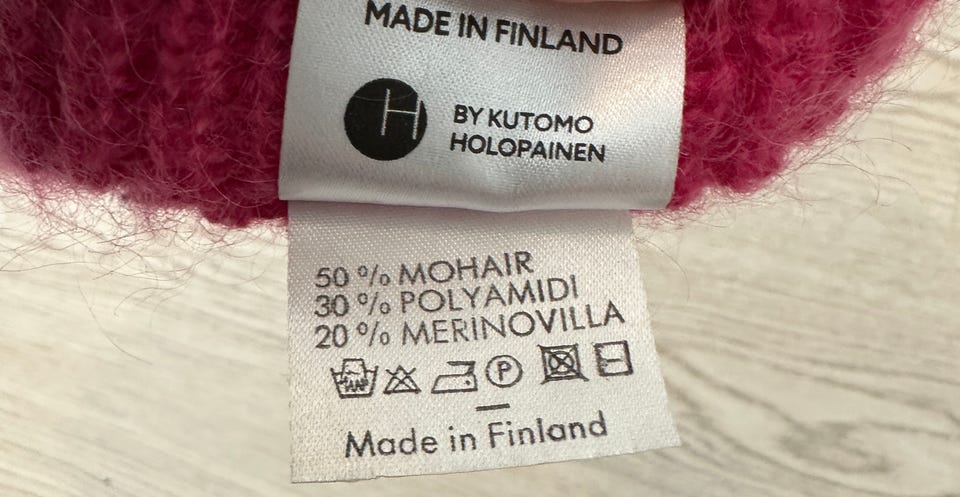 MADE IN FINLAND
H
BY KUTOMO
HOLOPAINEN
50 % MOHAIR
30 % POLYAMIDI
20 % MERINOVILLA
P
Made in Finland